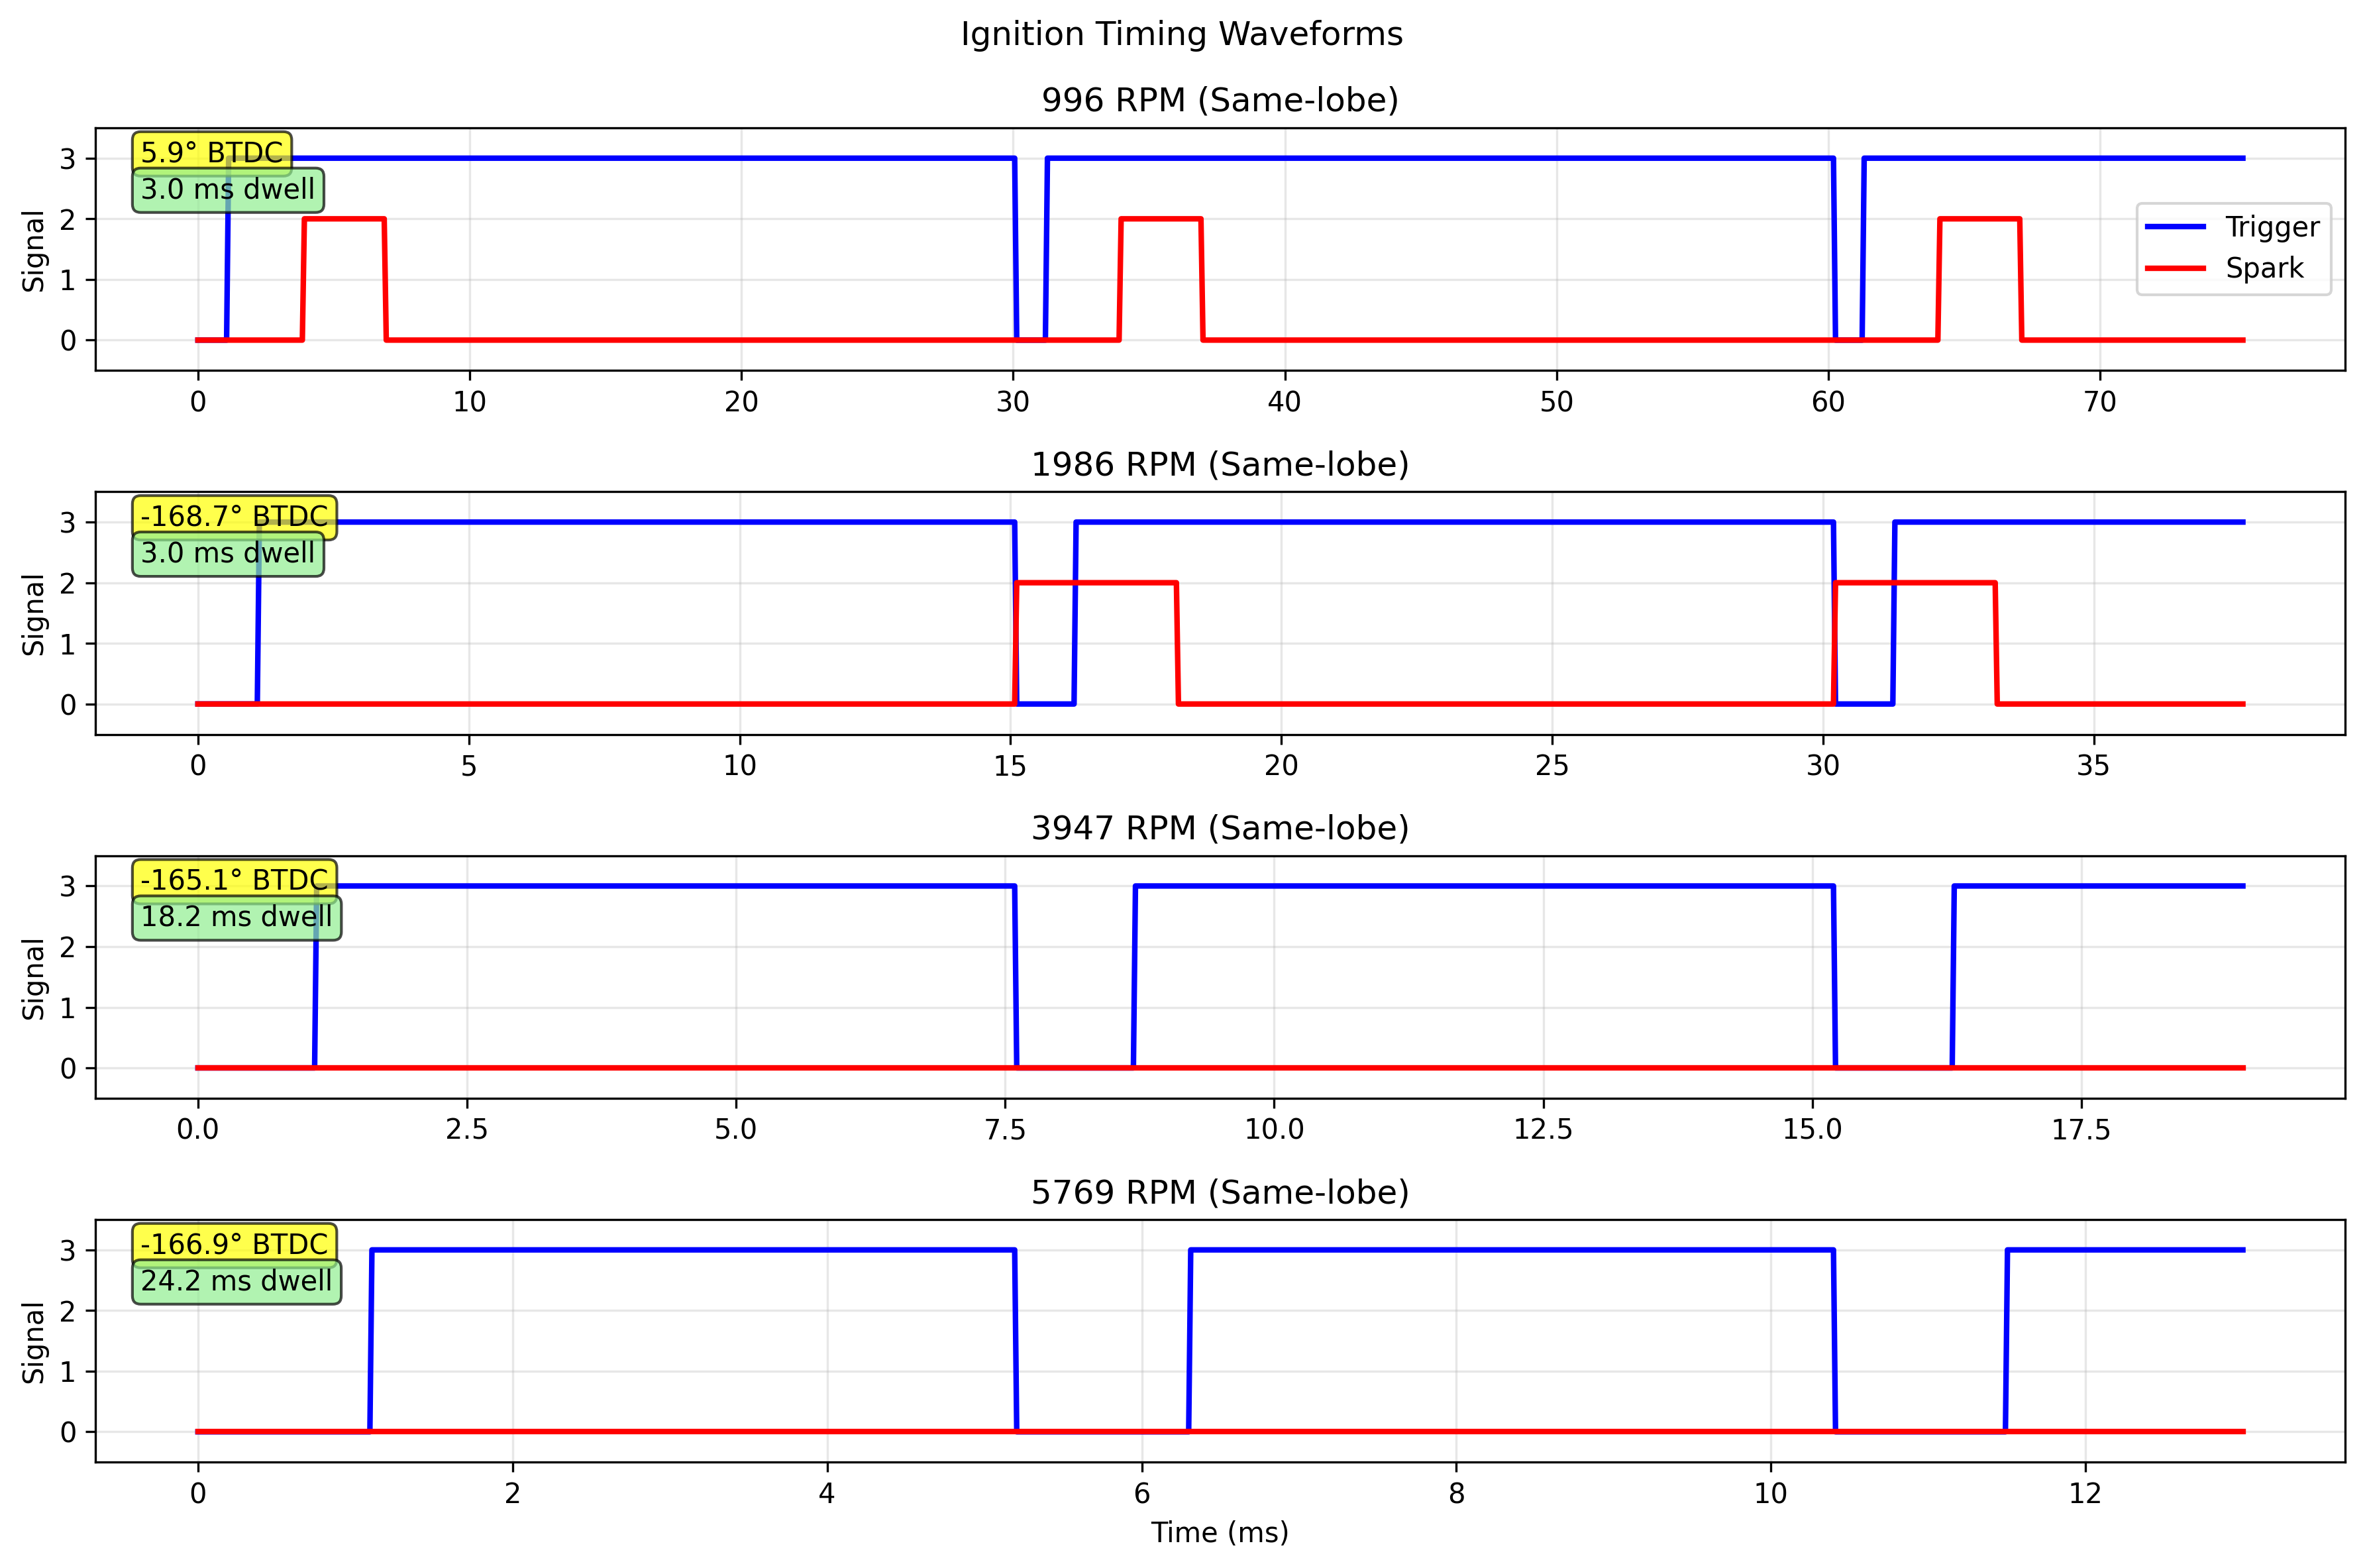 Ignition Timing Waveforms
996 RPM (Same-lobe)
5.9° BTDC
3.0 ms dwell
Signal
3
2
1
0
Trigger
Spark
0 10 20 30 40 50 60 70
1986 RPM (Same-lobe)
-168.7° BTDC
3.0 ms dwell
Signal
3
2
1
0
0 5 10 15 20 25 30 35
3947 RPM (Same-lobe)
-165.1° BTDC
18.2 ms dwell
Signal
3
2
1
0
0.0 2.5 5.0 7.5 10.0 12.5 15.0 17.5
5769 RPM (Same-lobe)
-166.9° BTDC
24.2 ms dwell
Signal
3
2
1
0
0 2 4 6 8 10 12
Time (ms)